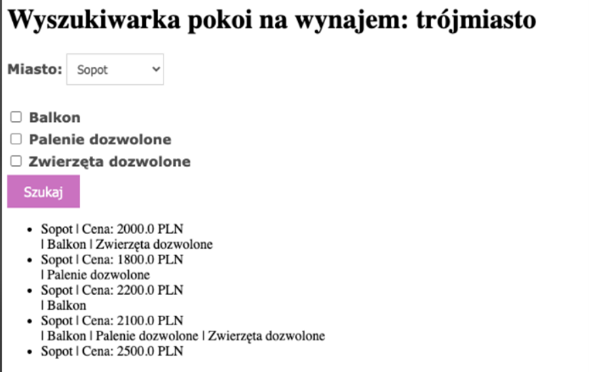 Wyszukiwarka pokoi na wynajem: trójmiasto
Miasto: Sopot
Balkon
Palenie dozwolone
Zwierzęta dozwolone
Szukaj
• Sopot | Cena: 2000.0 PLN
| Balkon | Zwierzęta dozwolone
• Sopot | Cena: 1800.0 PLN
| Palenie dozwolone
• Sopot | Cena: 2200.0 PLN
| Balkon
• Sopot | Cena: 2100.0 PLN
| Balkon | Palenie dozwolone | Zwierzęta dozwolone
• Sopot | Cena: 2500.0 PLN